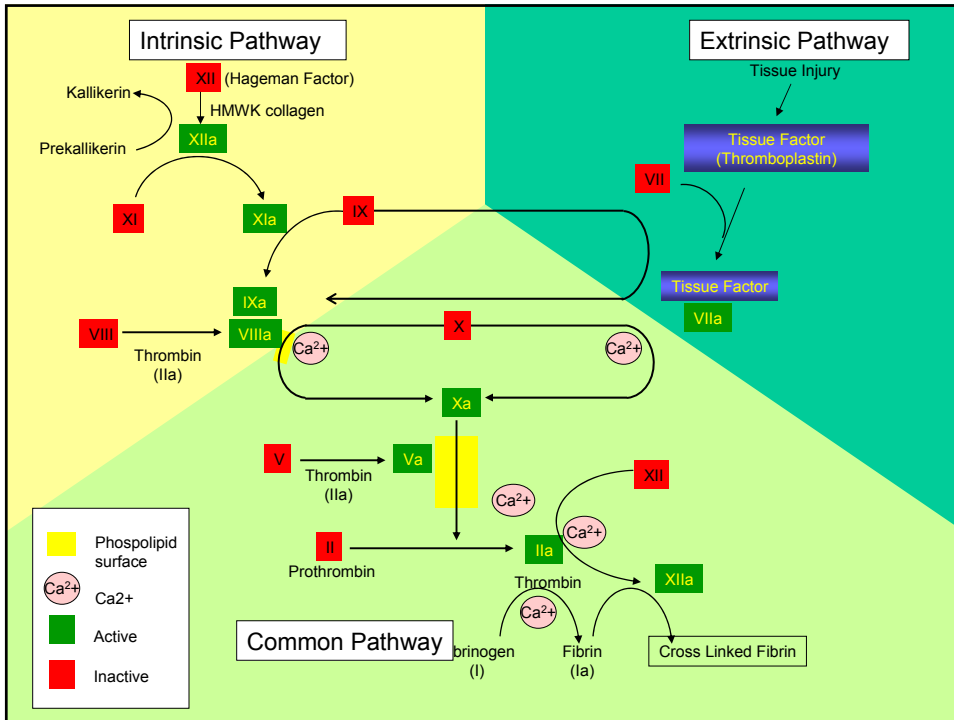 Intrinsic Pathway
Extrinsic Pathway
XII (Hageman Factor)
Tissue Injury
Kallikerin
HMWK collagen
XIIa
Prekallikerin
Tissue Factor
(Thromboplastin)
VII
XI
XIa
IX
Tissue Factor
VIIa
IXa
VIII
VIIIa
Thrombin
(IIa)
X
Ca2+
Ca2+
Xa
V
Va
Thrombin
(IIa)
XII
Ca2+
Ca2+
II
Prothrombin
IIa
Thrombin
XIIa
Ca2+
Common Pathway
brinogen
(I)
Fibrin
(Ia)
Cross Linked Fibrin
Phospolipid
surface
Ca2+
Ca2+
Active
Inactive